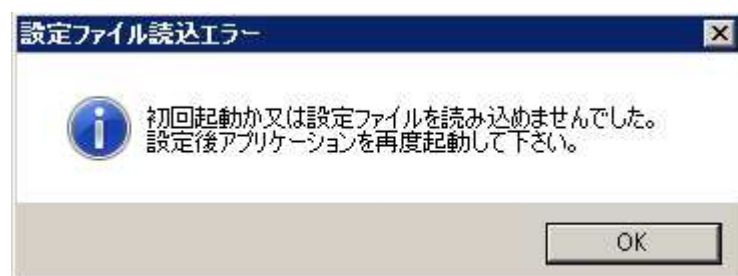 設定ファイル読込エラー
初回起動か又は設定ファイルを読み込めませんでした。
設定後アプリケーションを再度起動して下さい。
OK